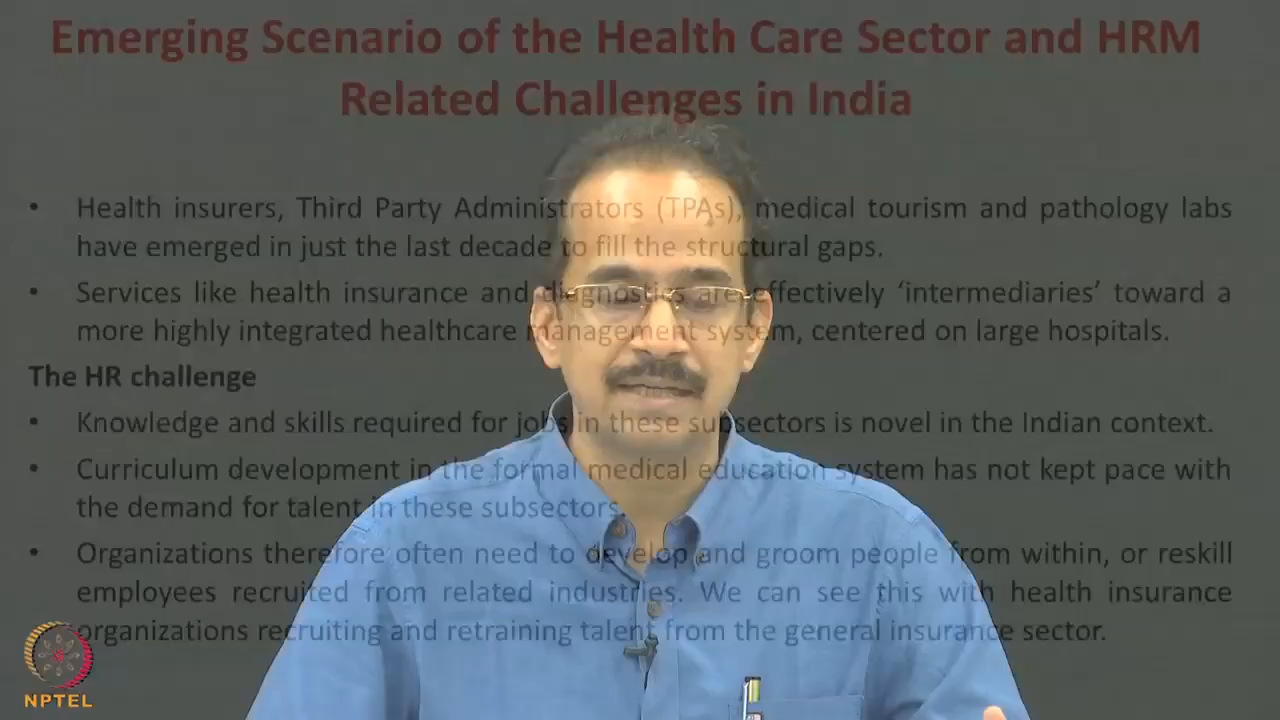 Emerging Scenario of the Health Care Sector and HRM
Related Challenges in India
• Health insurers, Third Party Administrators (TPAs), medical tourism and pathology labs
have emerged in just the last decade to fill the structural gaps.
• Services like health insurance and diagnostics are effectively ‘intermediaries’ toward a
more highly integrated healthcare management system, centered on large hospitals.
The HR challenge
• Knowledge and skills required for jobs in these subsectors is novel in the Indian context.
• Curriculum development in the formal medical education system has not kept pace with
the demand for talent in these subsectors.
• Organizations therefore often need to develop and groom people from within, or reskill
employees recruited from related industries. We can see this with health insurance
organizations recruiting and retraining talent from the general insurance sector.
NPTEL